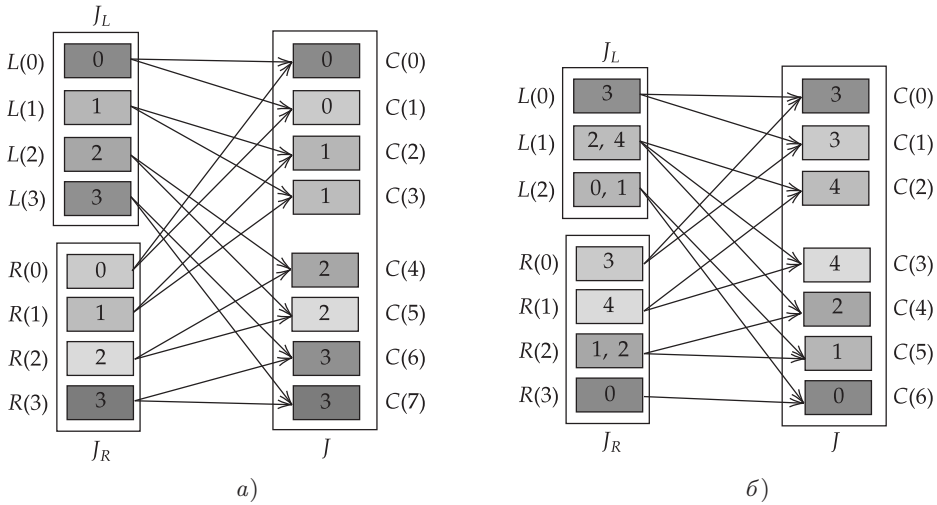 J_L
L(0) 0 0 C(0)
L(1) 1 0 C(1)
L(2) 2 1 C(2)
L(3) 3 1 C(3)
R(0) 0 2 C(4)
R(1) 1 2 C(5)
R(2) 2 3 C(6)
R(3) 3 3 C(7)
J_R J
а)
J_L
L(0) 3 3 C(0)
L(1) 2, 4 3 C(1)
L(2) 0, 1 4 C(2)
R(0) 3 4 C(3)
R(1) 4 2 C(4)
R(2) 1, 2 1 C(5)
R(3) 0 0 C(6)
J_R J
б)